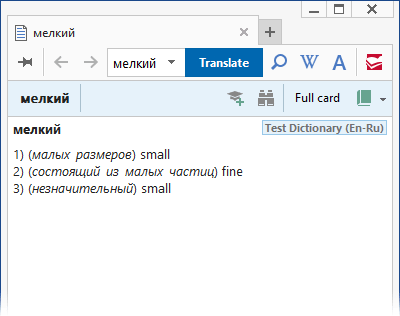 мелкий
мелкий Translate W A
мелкий Full card
мелкий Test Dictionary (En-Ru)
1) (малых размеров) small
2) (состоящий из малых частиц) fine
3) (незначительный) small